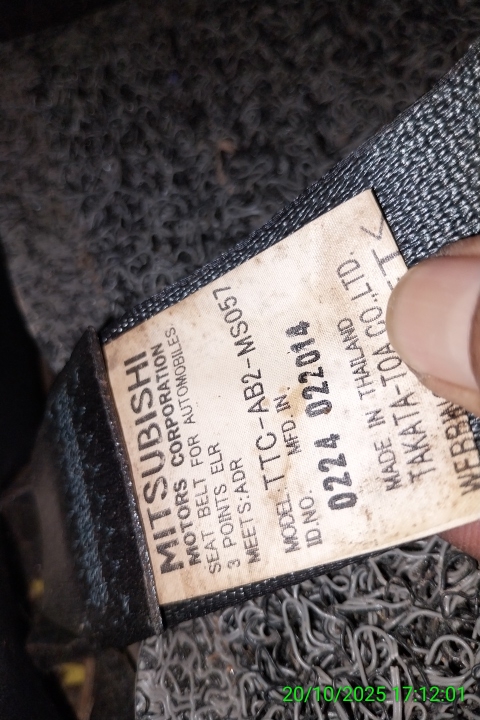 MITSUBISHI
MOTORS CORPORATION
SEAT BELT FOR AUTOMOBILES.
3 POINTS ELR
MEETS:ADR
MODEL. TTC-AB2-MS057
ID.NO. MFD.IN.
0224 022014
MADE IN THAILAND
TAKATA-TOA CO.,LTD.
20/10/2025 17:12:01